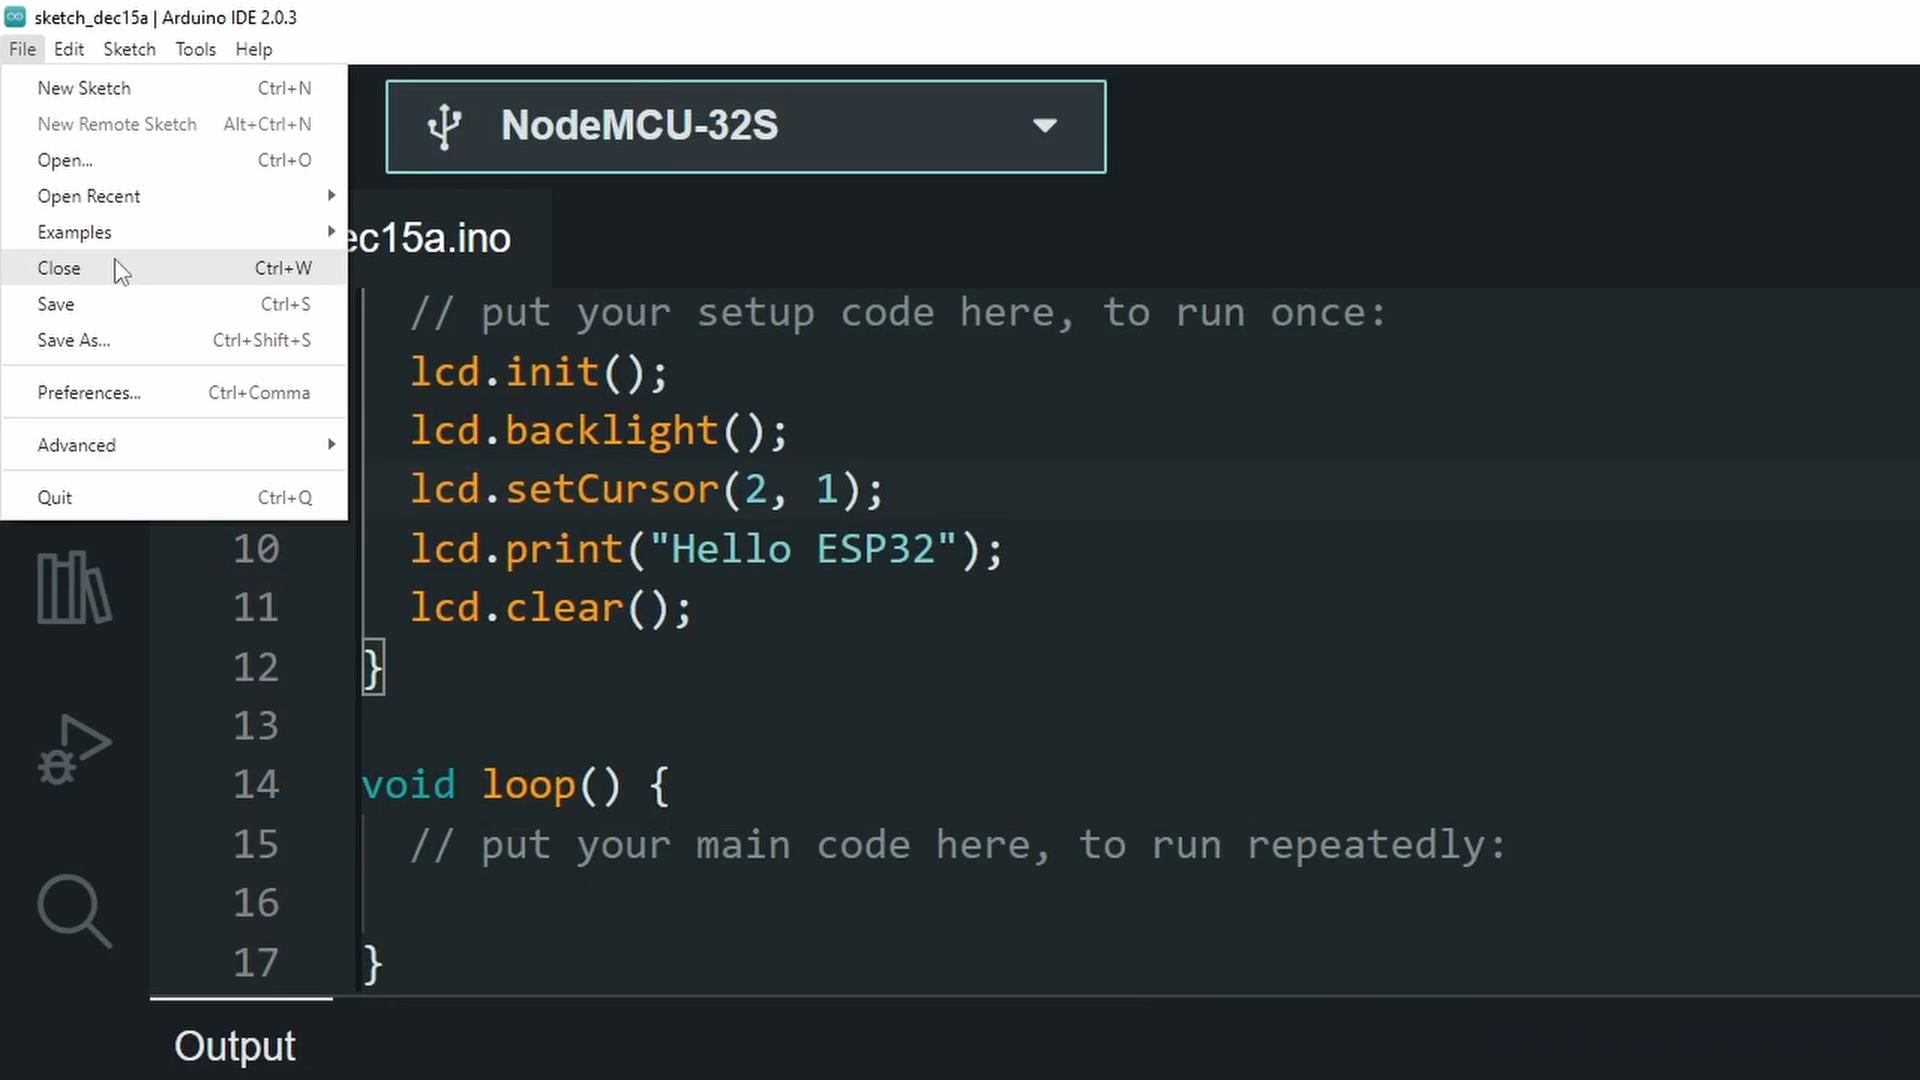 sketch_dec15a | Arduino IDE 2.0.3
File Edit Sketch Tools Help
New Sketch Ctrl+N
New Remote Sketch Alt+Ctrl+N
Open... Ctrl+O
Open Recent
Examples
Close Ctrl+W
Save Ctrl+S
Save As... Ctrl+Shift+S
Preferences... Ctrl+Comma
Advanced
Quit Ctrl+Q
NodeMCU-32S
ec15a.ino
// put your setup code here, to run once:
lcd.init();
lcd.backlight();
lcd.setCursor(2, 1);
10 lcd.print("Hello ESP32");
11 lcd.clear();
12 }
13
14 void loop() {
15 // put your main code here, to run repeatedly:
16
17 }
Output